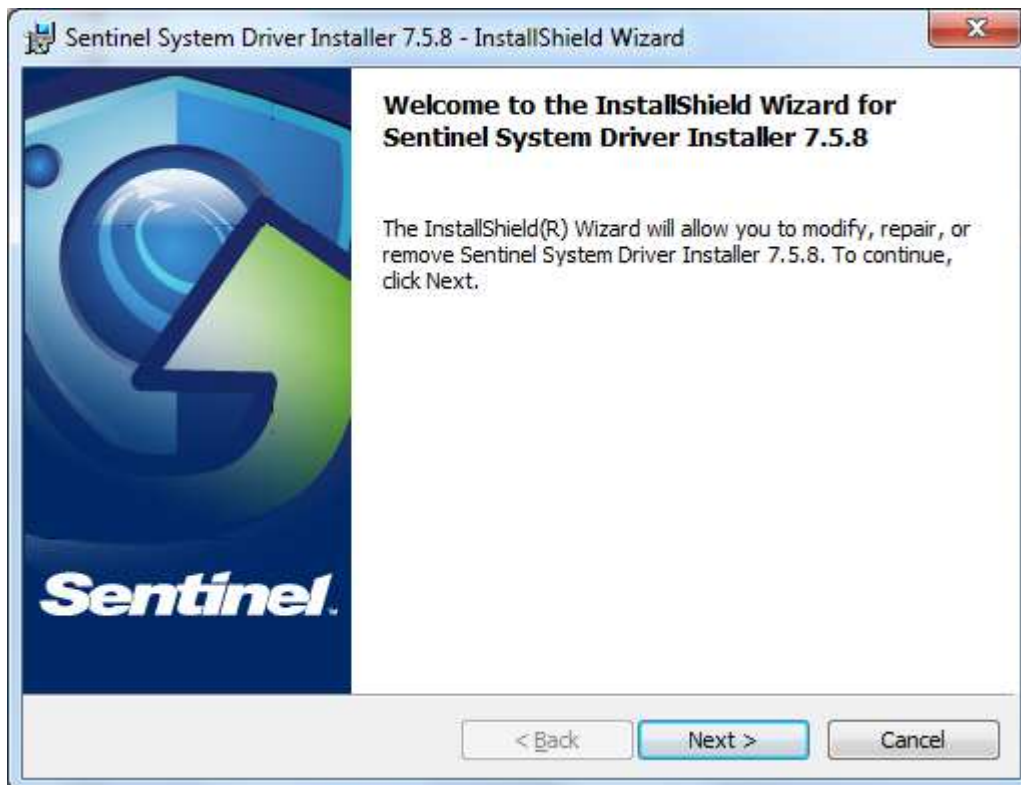 Sentinel System Driver Installer 7.5.8 - InstallShield Wizard
Welcome to the InstallShield Wizard for
Sentinel System Driver Installer 7.5.8
The InstallShield(R) Wizard will allow you to modify, repair, or
remove Sentinel System Driver Installer 7.5.8. To continue,
click Next.
Sentinel™
< Back
Next >
Cancel